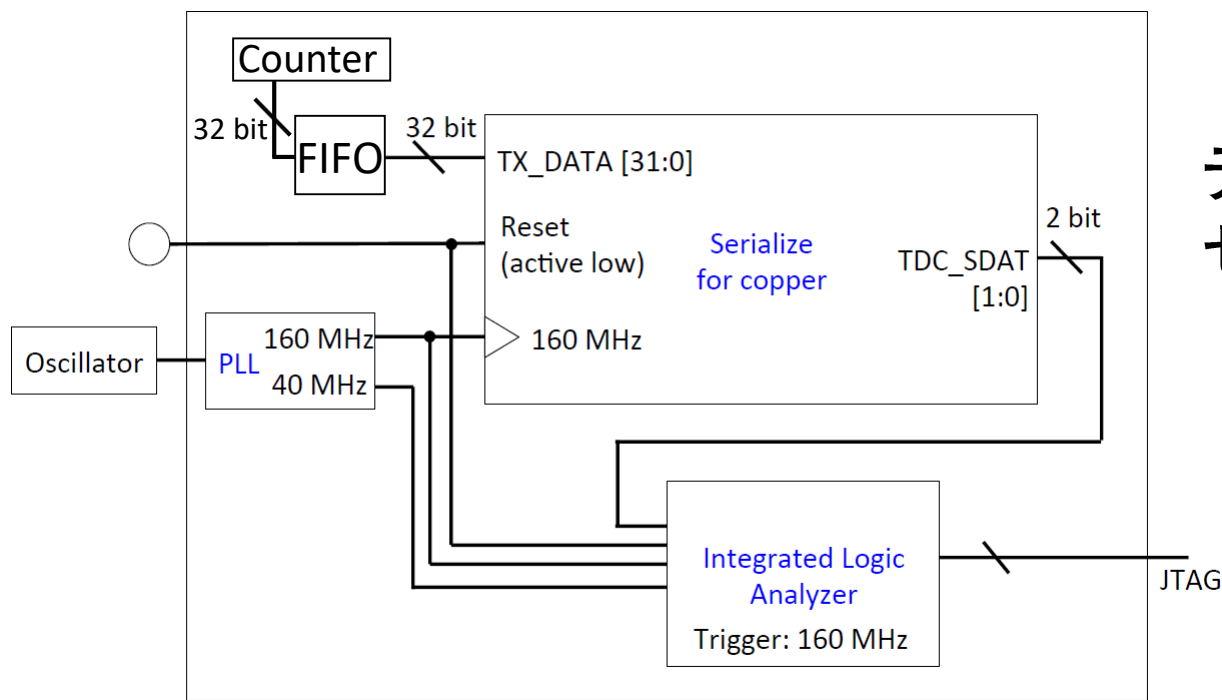 Counter
32 bit
FIFO
32 bit
TX_DATA [31:0]
Reset
(active low)
Serialize
for copper
2 bit
TDC_SDAT
[1:0]
160 MHz
Oscillator
PLL
160 MHz
40 MHz
Integrated Logic
Analyzer
Trigger: 160 MHz
JTAG